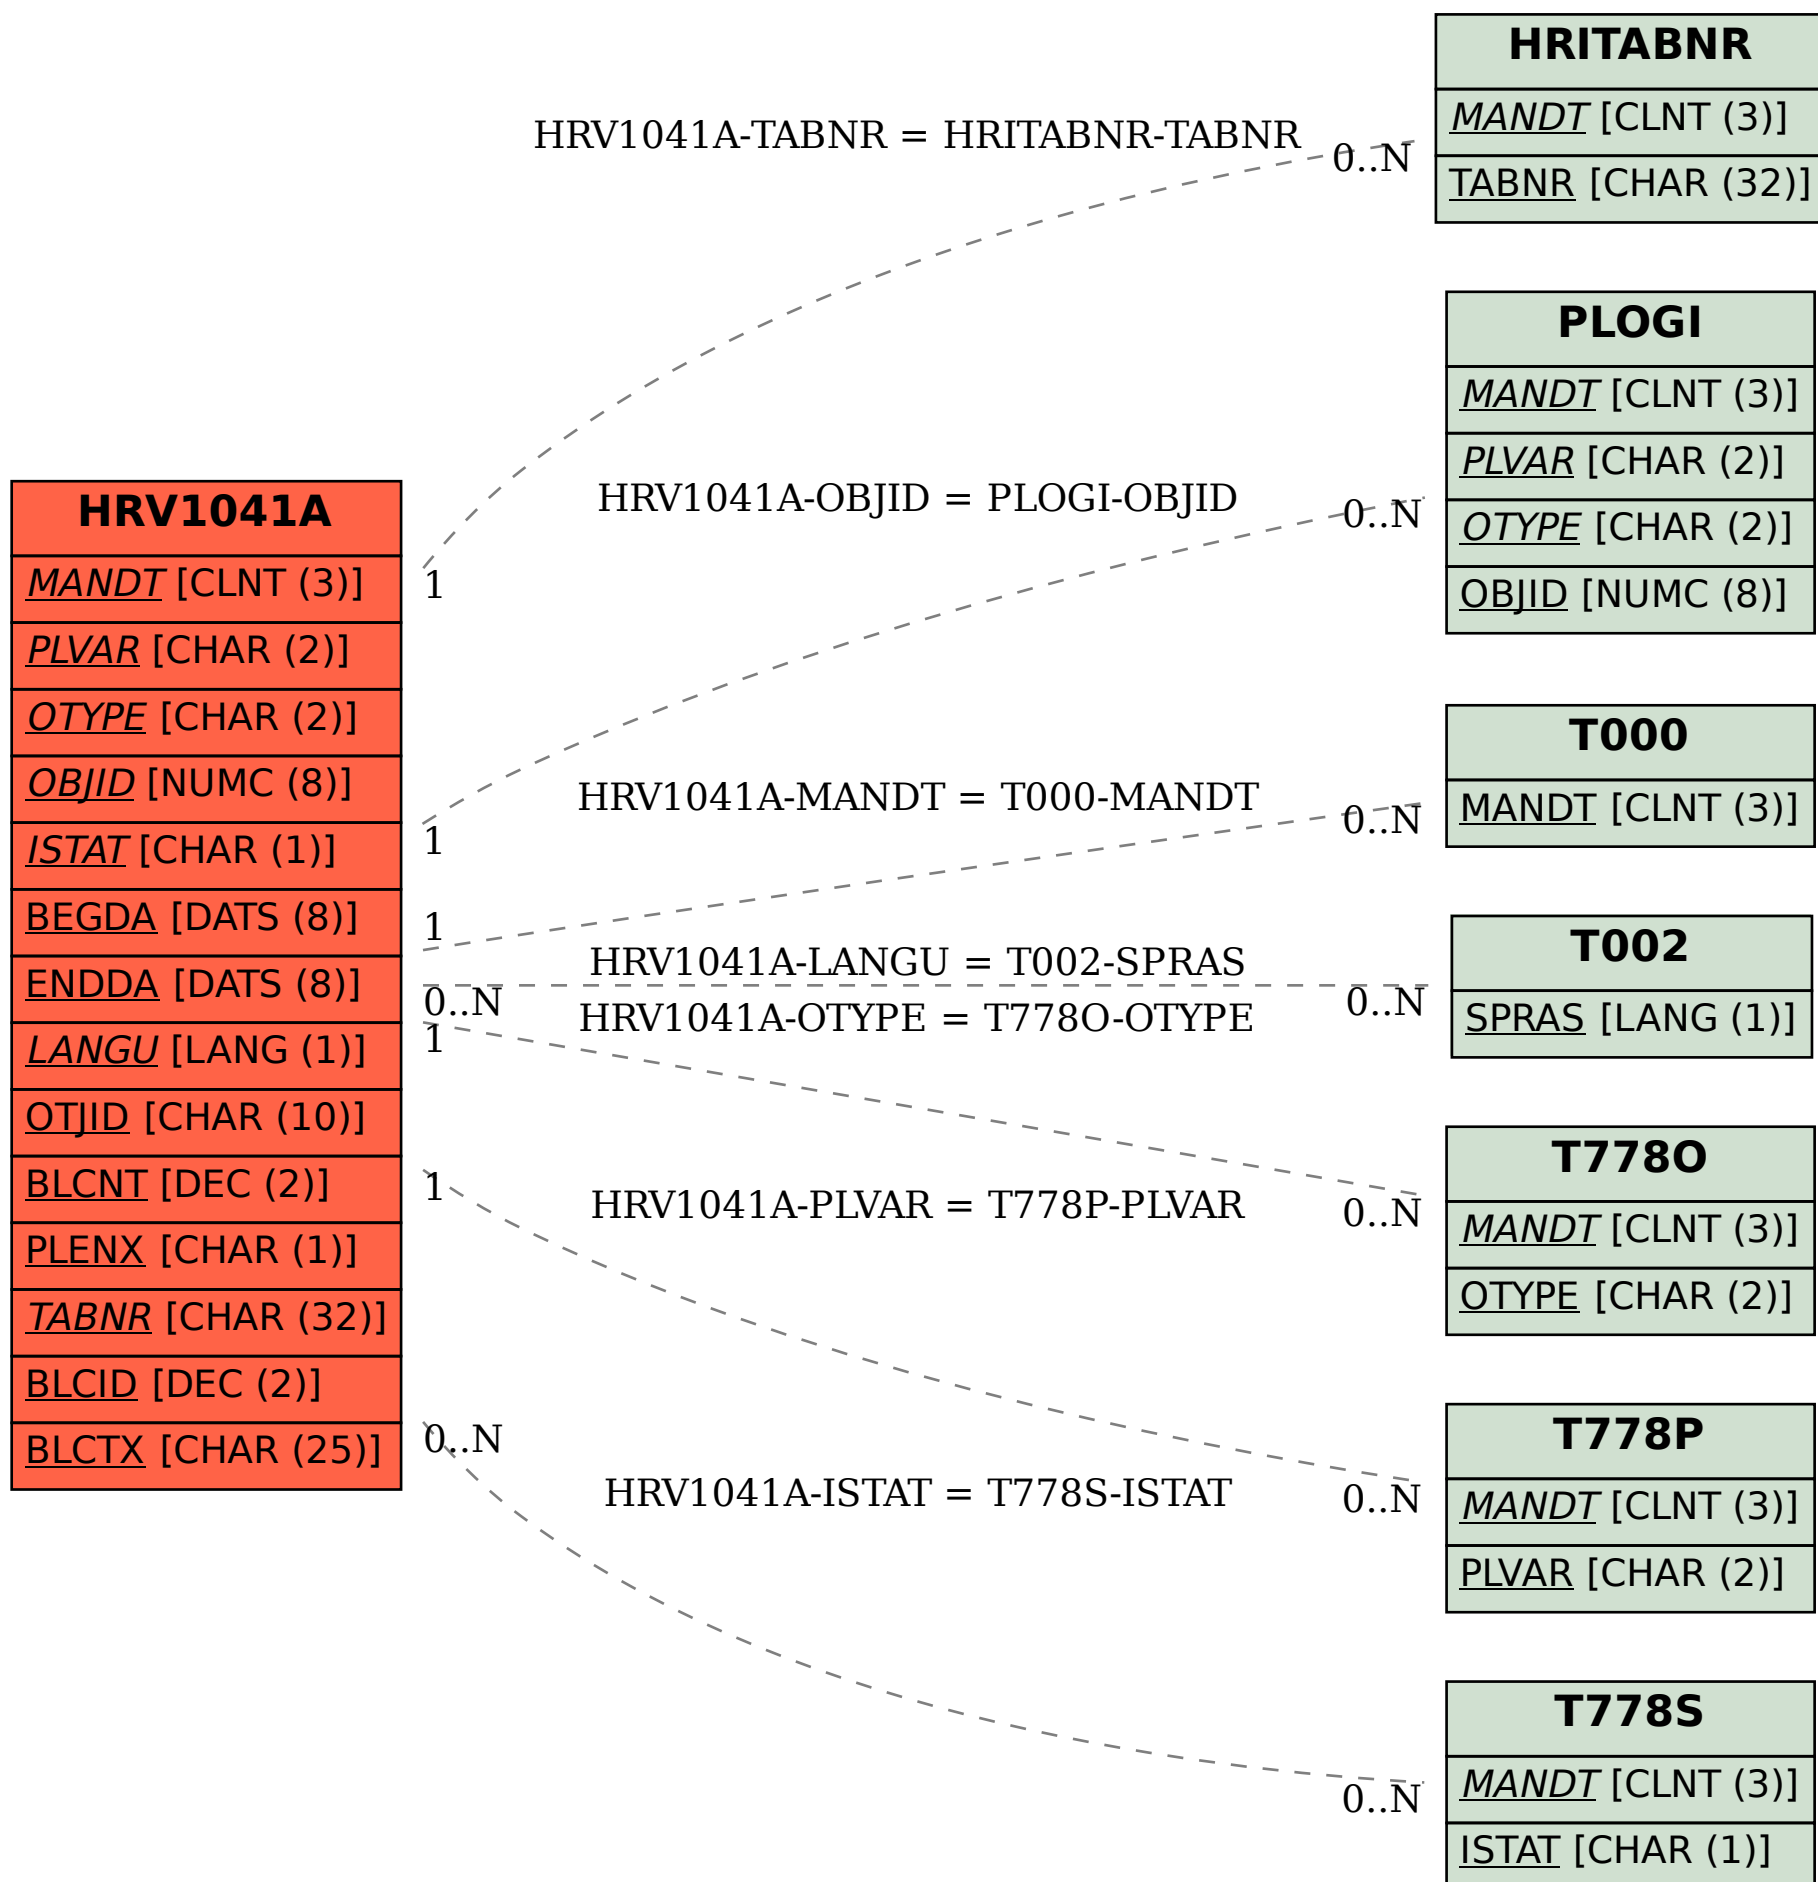 HRV1041A
MANDT [CLNT (3)]
PLVAR [CHAR (2)]
OTYPE [CHAR (2)]
OBJID [NUMC (8)]
ISTAT [CHAR (1)]
BEGDA [DATS (8)]
ENDDA [DATS (8)]
LANGU [LANG (1)]
OTJID [CHAR (10)]
BLCNT [DEC (2)]
PLENX [CHAR (1)]
TABNR [CHAR (32)]
BLCID [DEC (2)]
BLCTX [CHAR (25)]
HRV1041A-TABNR = HRITABNR-TABNR
0..N
1
HRV1041A-OBJID = PLOGI-OBJID
0..N
1
HRV1041A-MANDT = T000-MANDT
0..N
1
HRV1041A-LANGU = T002-SPRAS
0..N
0..N
HRV1041A-OTYPE = T778O-OTYPE
1
0..N
HRV1041A-PLVAR = T778P-PLVAR
1
0..N
HRV1041A-ISTAT = T778S-ISTAT
0..N
0..N
HRITABNR
MANDT [CLNT (3)]
TABNR [CHAR (32)]
PLOGI
MANDT [CLNT (3)]
PLVAR [CHAR (2)]
OTYPE [CHAR (2)]
OBJID [NUMC (8)]
T000
MANDT [CLNT (3)]
T002
SPRAS [LANG (1)]
T778O
MANDT [CLNT (3)]
OTYPE [CHAR (2)]
T778P
MANDT [CLNT (3)]
PLVAR [CHAR (2)]
T778S
MANDT [CLNT (3)]
ISTAT [CHAR (1)]